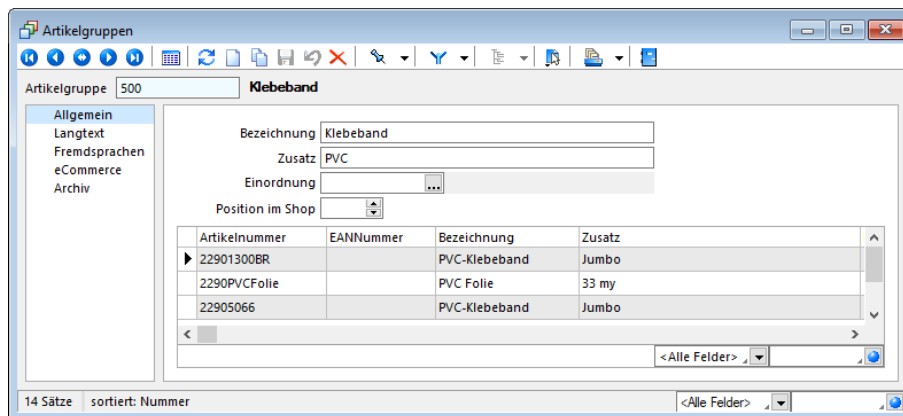 Artikelgruppen
Artikelgruppe 500 Klebeband
Allgemein
Langtext
Fremdsprachen
eCommerce
Archiv
Bezeichnung Klebeband
Zusatz PVC
Einordnung ...
Position im Shop
Artikelnummer EANNummer Bezeichnung Zusatz
22901300BR PVC-Klebeband Jumbo
2290PVCFolie PVC Folie 33 my
22905066 PVC-Klebeband Jumbo
<Alle Felder>
14 Sätze sortiert: Nummer <Alle Felder>